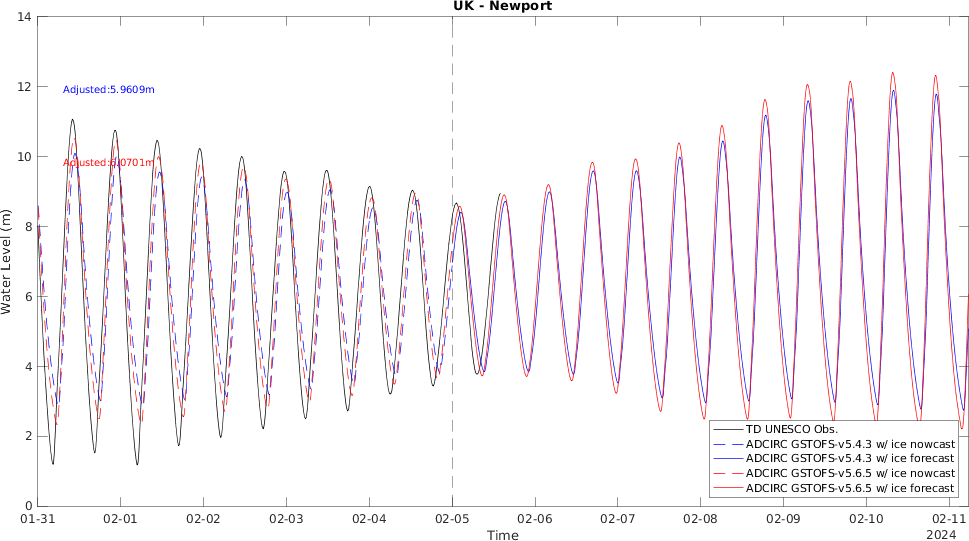 UK - Newport
14
12
10
8
6
4
2
0
Water Level (m)
Adjusted:5.9609m
Adjusted:6.0701m
TD UNESCO Obs.
ADCIRC GSTOFS-v5.4.3 w/ ice nowcast
ADCIRC GSTOFS-v5.4.3 w/ ice forecast
ADCIRC GSTOFS-v5.6.5 w/ ice nowcast
ADCIRC GSTOFS-v5.6.5 w/ ice forecast
01-31 02-01 02-02 02-03 02-04 02-05 02-06 02-07 02-08 02-09 02-10 02-11
Time
2024